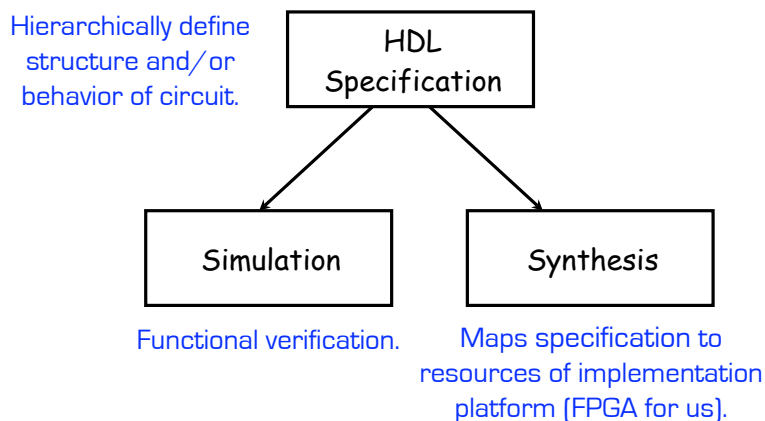 Hierarchically define
structure and/or
behavior of circuit.
HDL
Specification
Simulation
Synthesis
Functional verification.
Maps specification to
resources of implementation
platform (FPGA for us).